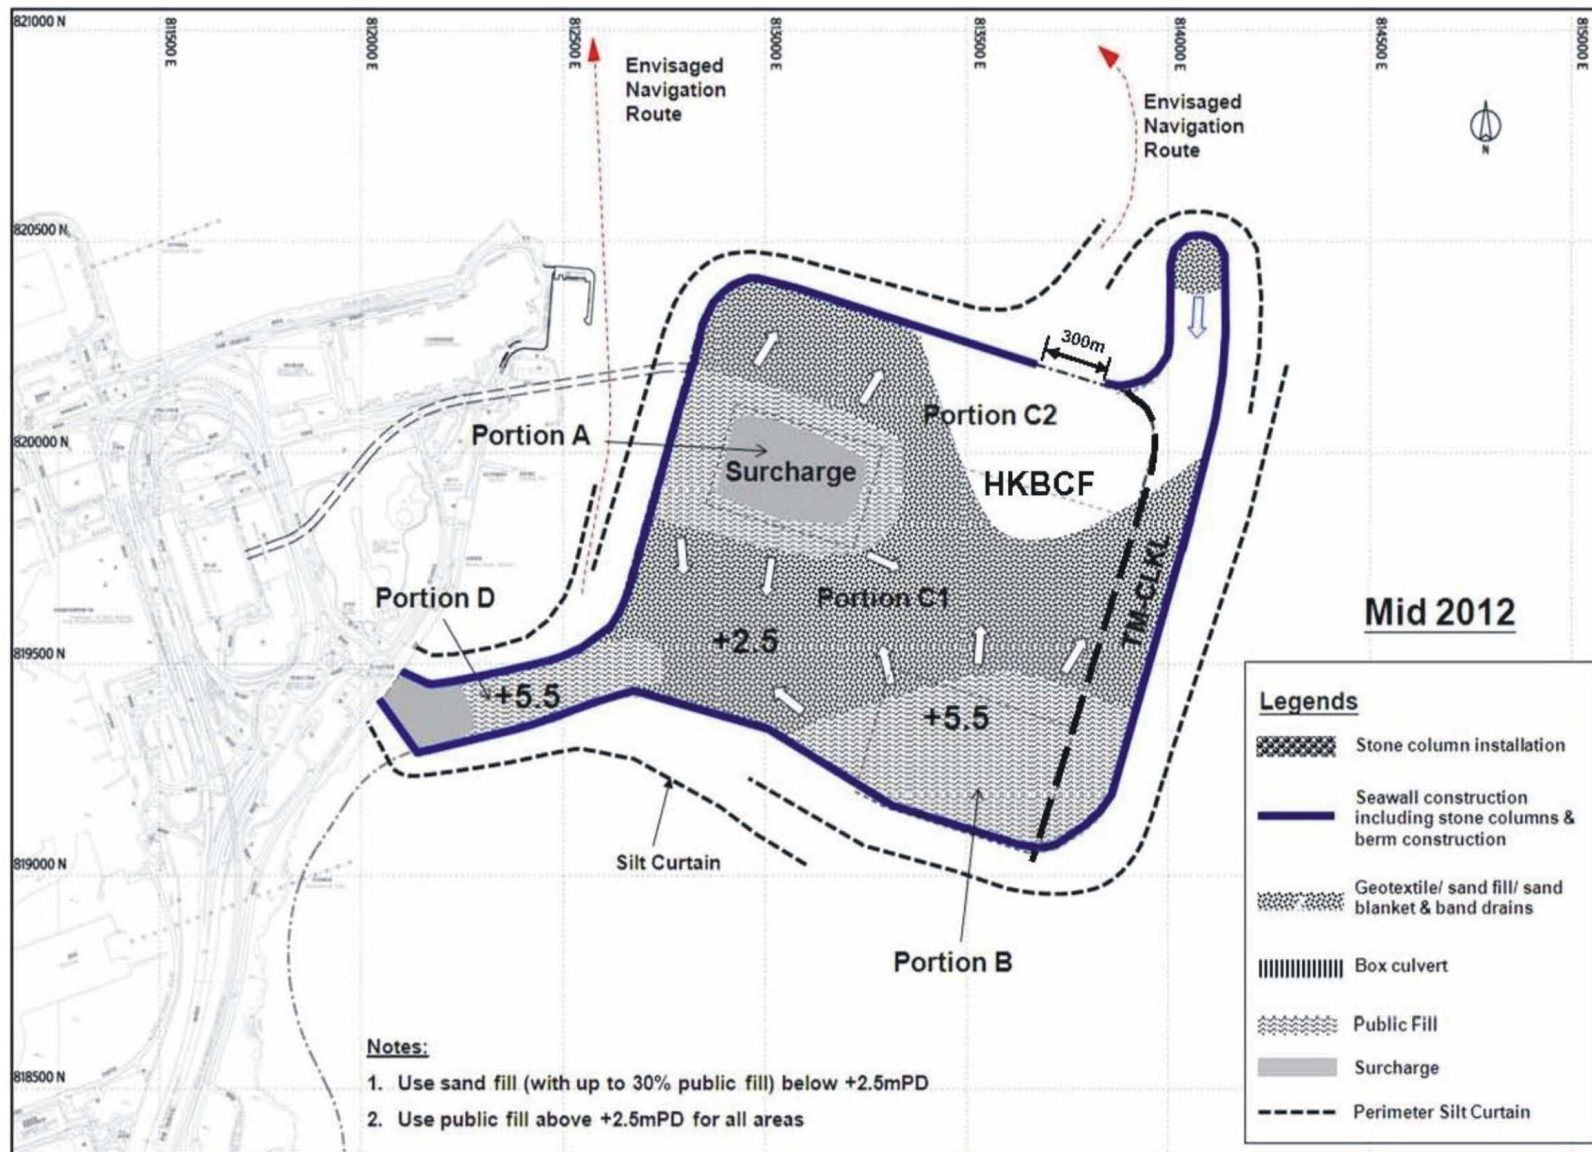 821000 N
811500 E
812000 E
812500 E
813000 E
813500 E
814000 E
814500 E
815000 E
Envisaged
Navigation
Route
Envisaged
Navigation
Route
N
820500 N
300m
Portion C2
820000 N
Portion A
Surcharge
HKBCF
TM-CLKL
Portion D
Portion C1
Mid 2012
+2.5
819500 N
+5.5
+5.5
819000 N
Silt Curtain
Portion B
818500 N
Legends
Stone column installation
Seawall construction
including stone columns &
berm construction
Geotextile/ sand fill/ sand
blanket & band drains
Box culvert
Public Fill
Surcharge
Perimeter Silt Curtain
Notes:
1. Use sand fill (with up to 30% public fill) below +2.5mPD
2. Use public fill above +2.5mPD for all areas